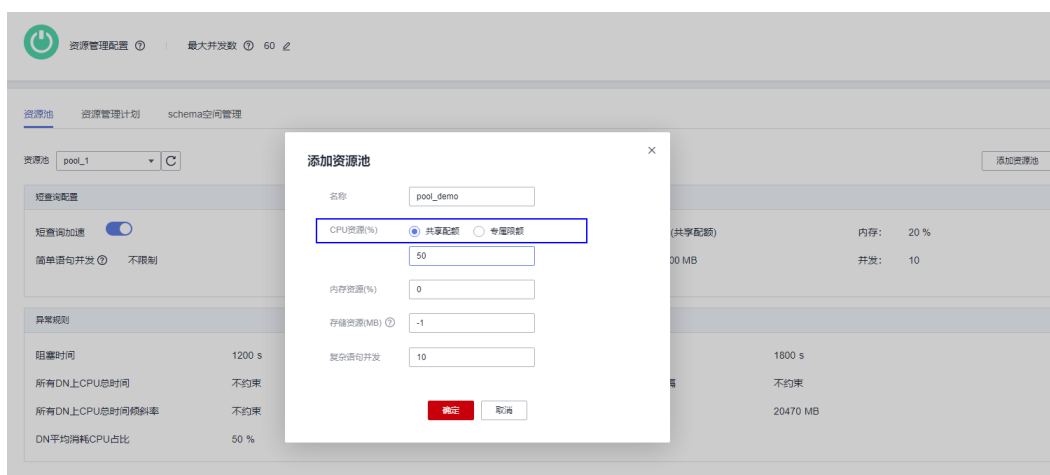 资源管理配置 最大并发数 60
资源池 资源管理计划 schema空间管理
资源池 pool_1 添加资源池
短查询配置
短查询加速 (共享配额) 内存: 20 %
简单语句并发 不限制 00 MB 并发: 10
异常规则
阻塞时间 1200 s 1800 s
所有DN上CPU总时间 不约束 不约束
所有DN上CPU总时间倾斜率 不约束 20470 MB
DN平均消耗CPU占比 50 %
添加资源池
名称 pool_demo
CPU资源(%) 共享配额 专属限额
50
内存资源(%) 0
存储资源(MB) -1
复杂语句并发 10
确定 取消